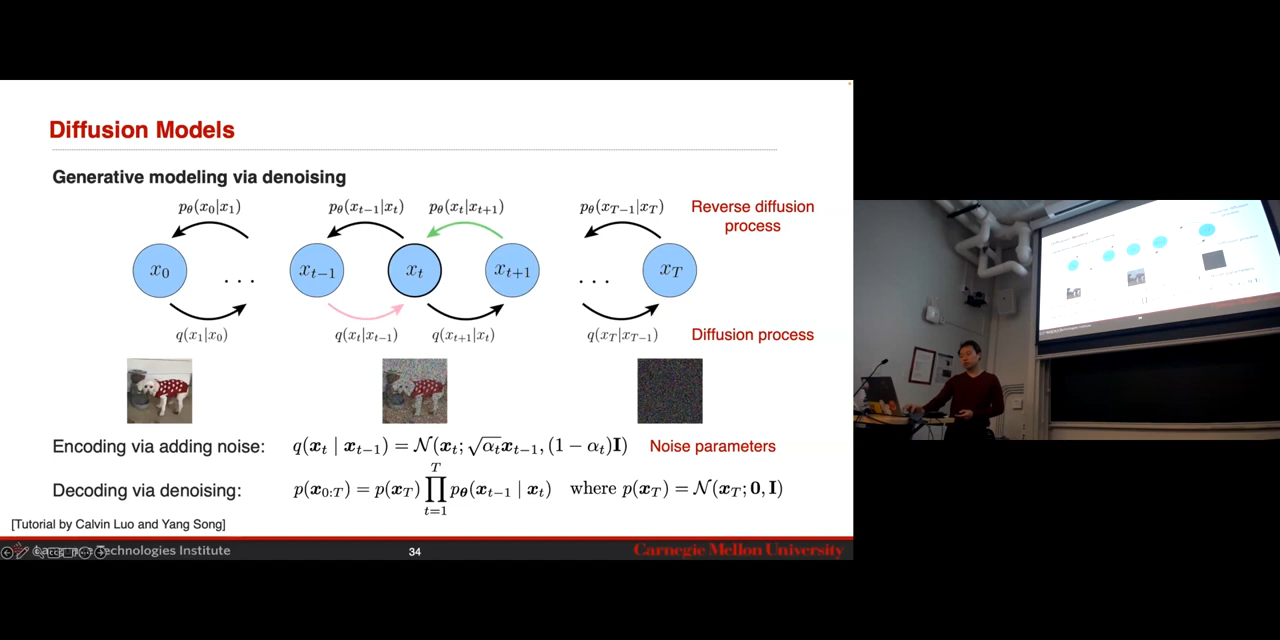 Diffusion Models
Generative modeling via denoising
pθ(x0|x1) pθ(xt−1|xt) pθ(xt|xt+1) pθ(xT−1|xT) Reverse diffusion
process
x0 ... xt−1 xt xt+1 ... xT
q(x1|x0) q(xt|xt−1) q(xt+1|xt) q(xT|xT−1) Diffusion process
Encoding via adding noise: q(xt | xt−1) = N(xt; √αt xt−1, (1 − αt)I) Noise parameters
Decoding via denoising: p(x0:T) = p(xT) ∏_{t=1}^{T} pθ(xt−1 | xt) where p(xT) = N(xT; 0, I)
[Tutorial by Calvin Luo and Yang Song]
Technologies Institute 34 Carnegie Mellon University